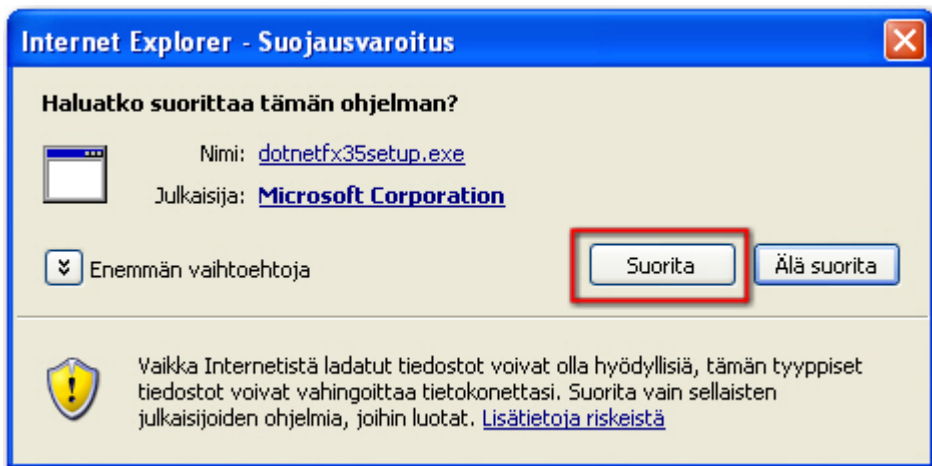 Internet Explorer - Suojausvaroitus
Haluatko suorittaa tämän ohjelman?
Nimi: dotnetfx35setup.exe
Julkaisija: Microsoft Corporation
Enemmän vaihtoehtoja
Suorita
Älä suorita
Vaikka Internetistä ladatut tiedostot voivat olla hyödyllisiä, tämän tyyppiset
tiedostot voivat vahingoittaa tietokonettasi. Suorita vain sellaisten
julkaisijoiden ohjelmia, joihin luotat. Lisätietoja riskeistä